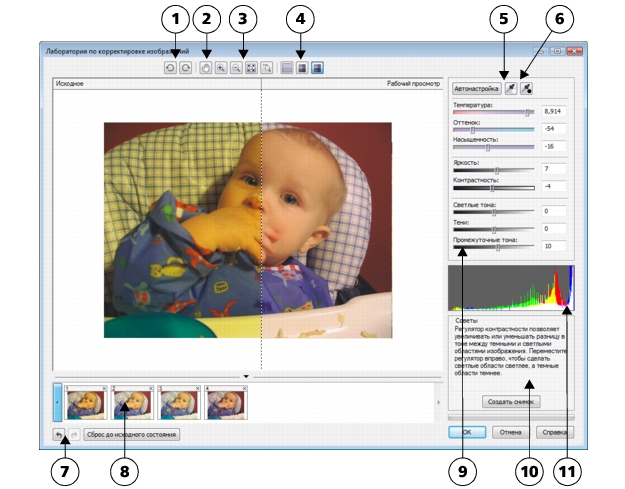 1 2 3 4 5 6
Лаборатория по корректировке изображений
Исходное
Рабочий просмотр
Автонастройка
Температура:
8,914
Оттенок:
-54
Насыщенность:
-16
Яркость:
7
Контрастность:
-4
Светлые тона:
0
Тени:
0
Промежуточные тона:
10
Советы
Регулятор контрастности позволяет
увеличивать или уменьшать разницу в
тоне между темными и светлыми
областями изображения. Переместите
регулятор вправо, чтобы сделать
светлые области светлее, а темные
области темнее.
Создать снимок
1 2 3 4
Сброс до исходного состояния
ОК
Отмена
Справка
7 8 9 10 11